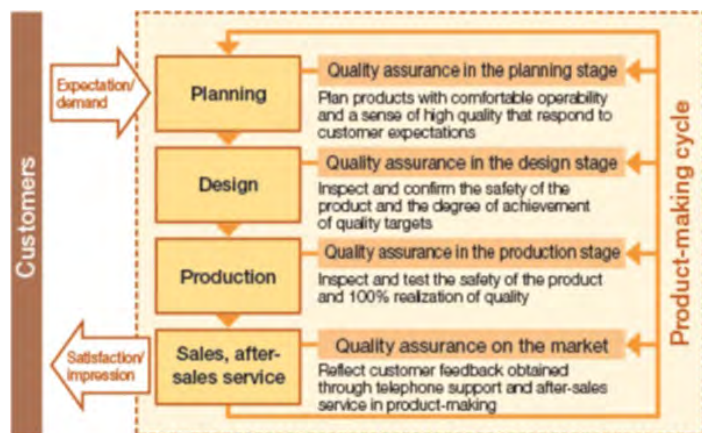 Customers
Expectation/
demand
Planning
Quality assurance in the planning stage
Plan products with comfortable operability
and a sense of high quality that respond to
customer expectations
Design
Quality assurance in the design stage
Inspect and confirm the safety of the
product and the degree of achievement
of quality targets
Production
Quality assurance in the production stage
Inspect and test the safety of the product
and 100% realization of quality
Satisfaction/
impression
Sales, after-
sales service
Quality assurance on the market
Reflect customer feedback obtained
through telephone support and after-sales
service in product-making
Product-making cycle